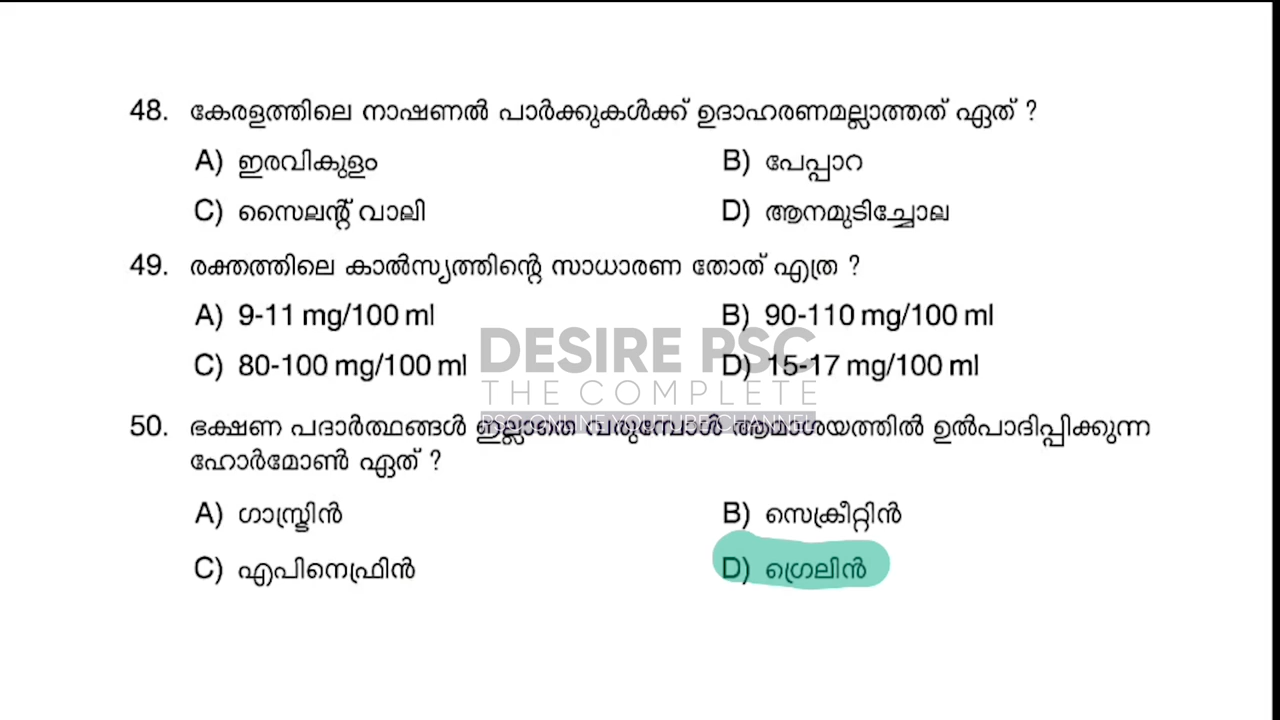 48. കേരളത്തിലെ നാഷണൽ പാർക്കുകൾക്ക് ഉദാഹരണമല്ലാത്തത് ഏത് ?
A) ഇരവികുളം B) പേപ്പാറ
C) സൈലന്റ് വാലി D) ആനമുടിച്ചോല
49. രക്തത്തിലെ കാൽസ്യത്തിന്റെ സാധാരണ തോത് എത്ര ?
A) 9-11 mg/100 ml B) 90-110 mg/100 ml
DESIRE PSC
C) 80-100 mg/100 ml D) 15-17 mg/100 ml
THE COMPLETE
PSC ONLINE YOUTUBE CHANNEL
50. ഭക്ഷണ പദാർത്ഥങ്ങൾ ഇല്ലാതെ വരുമ്പോൾ ആമാശയത്തിൽ ഉൽപാദിപ്പിക്കുന്ന
ഹോർമോൺ ഏത് ?
A) ഗാസ്ട്രിൻ B) സെക്രീറ്റിൻ
C) എപിനെഫ്രിൻ D) ഗ്രെലിൻ